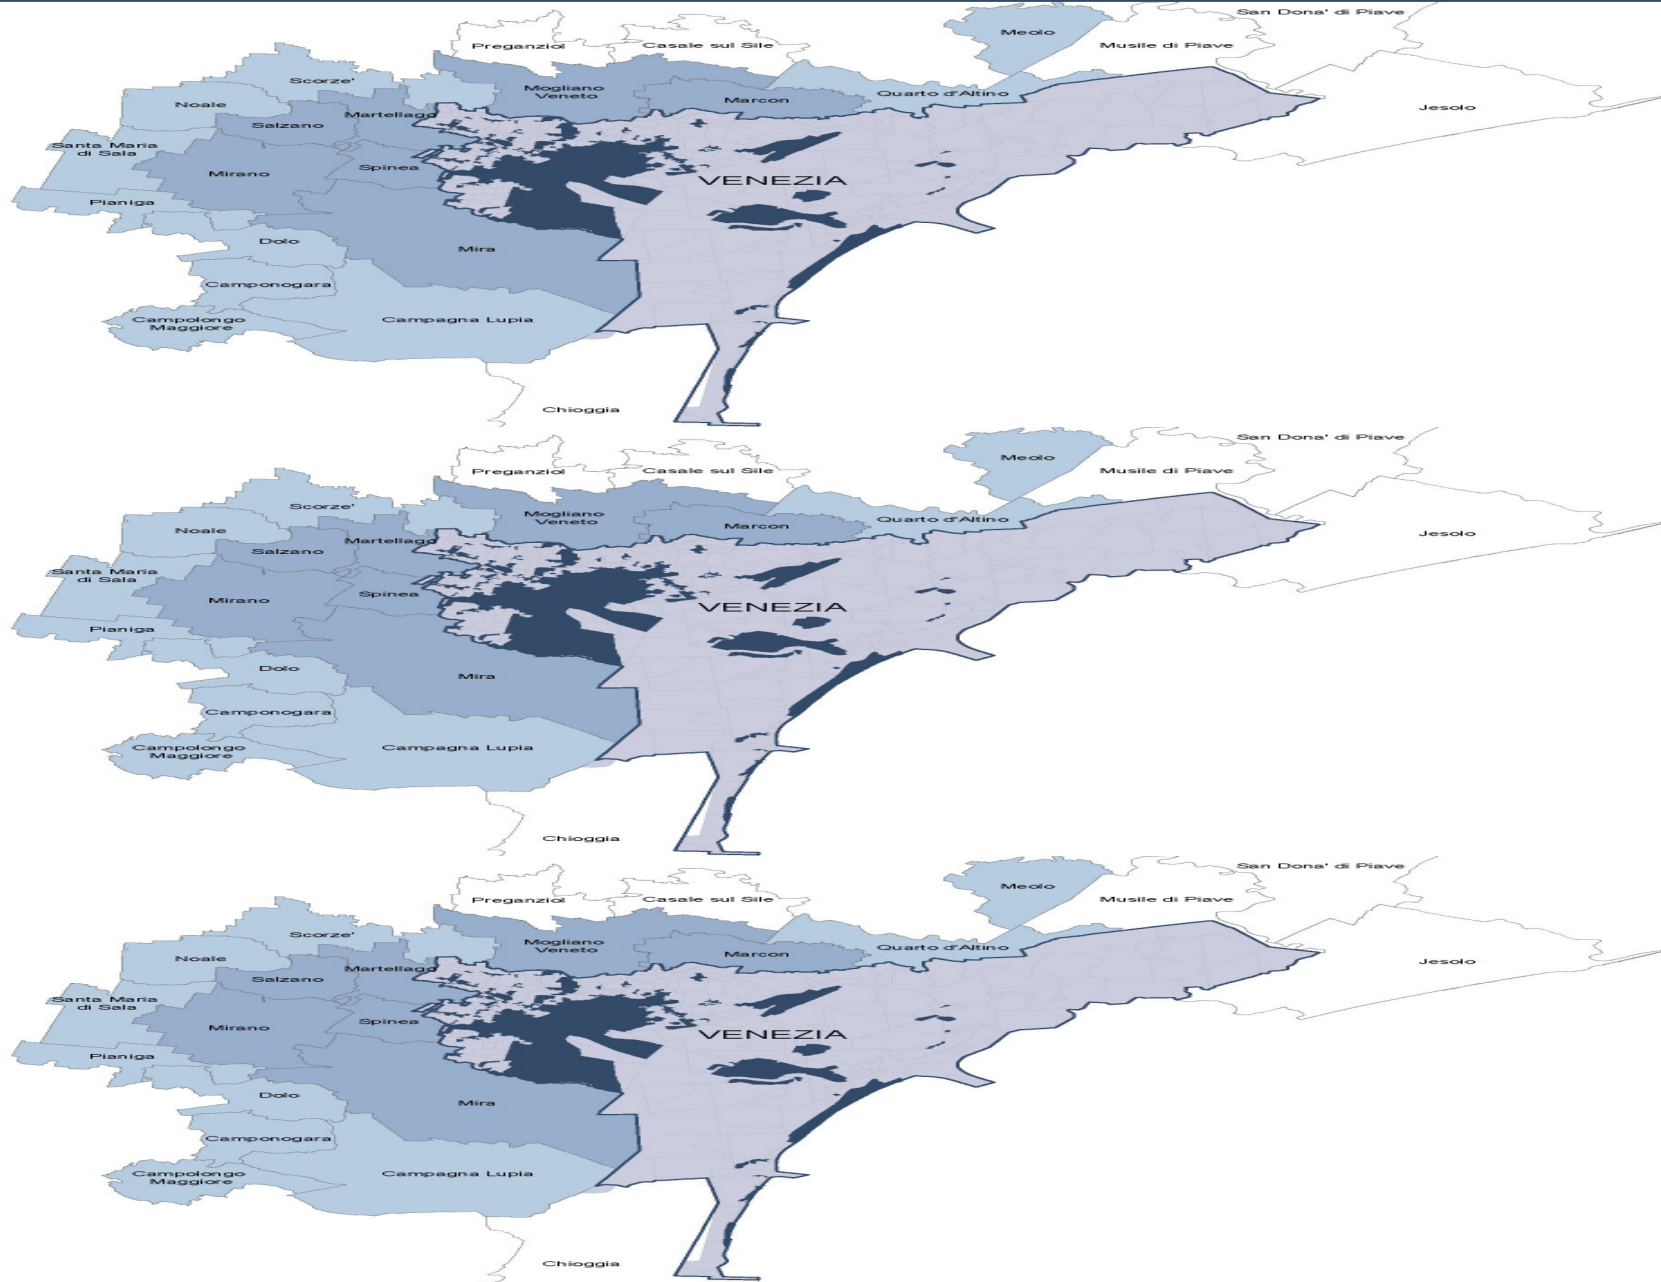 San Dona' di Piave
Meolo
Preganziol
Casale sul Sile
Musile di Piave
Scorze'
Mogliano
Veneto
Quarto d'Altino
Noale
Marcon
Jesolo
Martellago
Salzano
Santa Maria
di Sala
Spinea
Mirano
VENEZIA
Pianiga
Dolo
Mira
Camponogara
Campolongo
Maggiore
Campagna Lupia
Chioggia
San Dona' di Piave
Meolo
Preganziol
Casale sul Sile
Musile di Piave
Scorze'
Mogliano
Veneto
Quarto d'Altino
Noale
Marcon
Jesolo
Martellago
Salzano
Santa Maria
di Sala
Spinea
Mirano
VENEZIA
Pianiga
Dolo
Mira
Camponogara
Campolongo
Maggiore
Campagna Lupia
Chioggia
San Dona' di Piave
Meolo
Preganziol
Casale sul Sile
Musile di Piave
Scorze'
Mogliano
Veneto
Quarto d'Altino
Noale
Marcon
Jesolo
Martellago
Salzano
Santa Maria
di Sala
Spinea
Mirano
VENEZIA
Pianiga
Dolo
Mira
Camponogara
Campolongo
Maggiore
Campagna Lupia
Chioggia